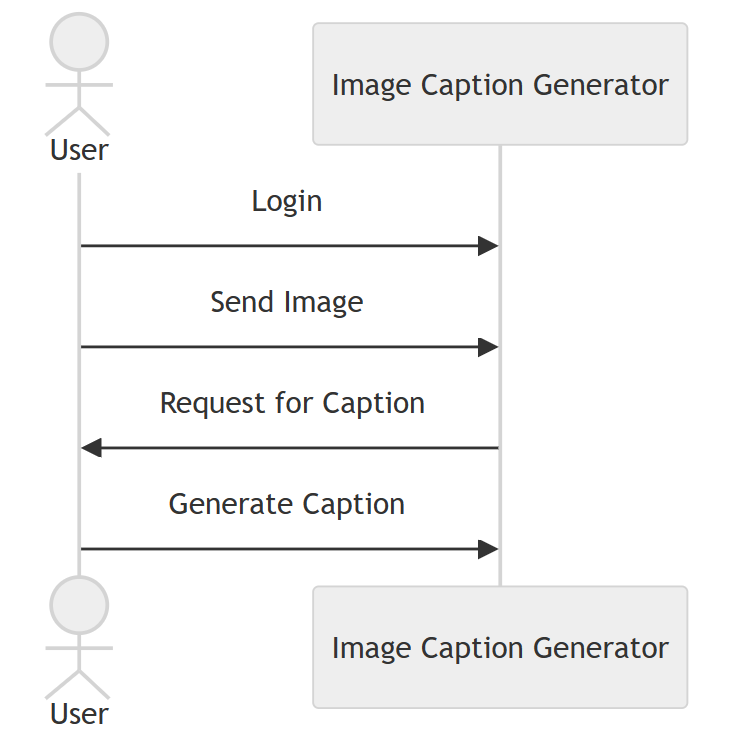 Image Caption Generator
User
Login
Send Image
Request for Caption
Generate Caption
Image Caption Generator
User